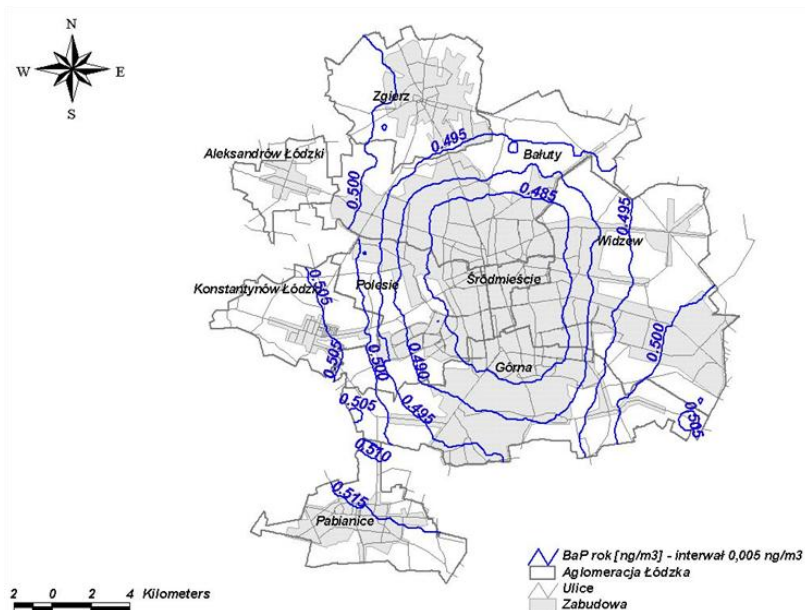 N
W E
S
Zgierz
0.495
Bałuty
Aleksandrów Łódzki
0.500
0.485
0.495
Widzew
Konstantynów Łódzki
0.505
Polesie
Śródmieście
0.500
0.505
0.500
0.490
Górna
0.505
0.495
0.505
0.510
0.515
Pabianice
BaP rok [ng/m3] - interwał 0,005 ng/m3
Aglomeracja Łódzka
Ulice
Zabudowa
2 0 2 4 Kilometers